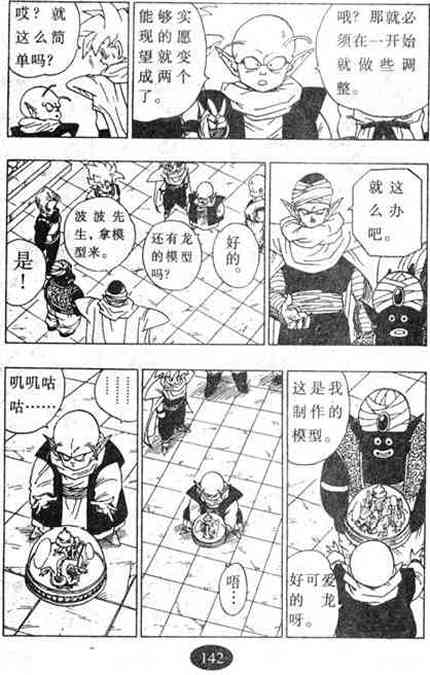 哦？那就必
须在一开始
就做些调
整。
能够实
现的愿
望就变
成两个
了。
哎？就
这么简
单吗？
就这
么办
吧。
好
的。
还有龙
的模型
吗？
波波先
生，拿模
型来。
是
！
这是我
制作的
模型。
好可爱
的龙
呀。
唔
…
……
叽叽咕
咕……
142